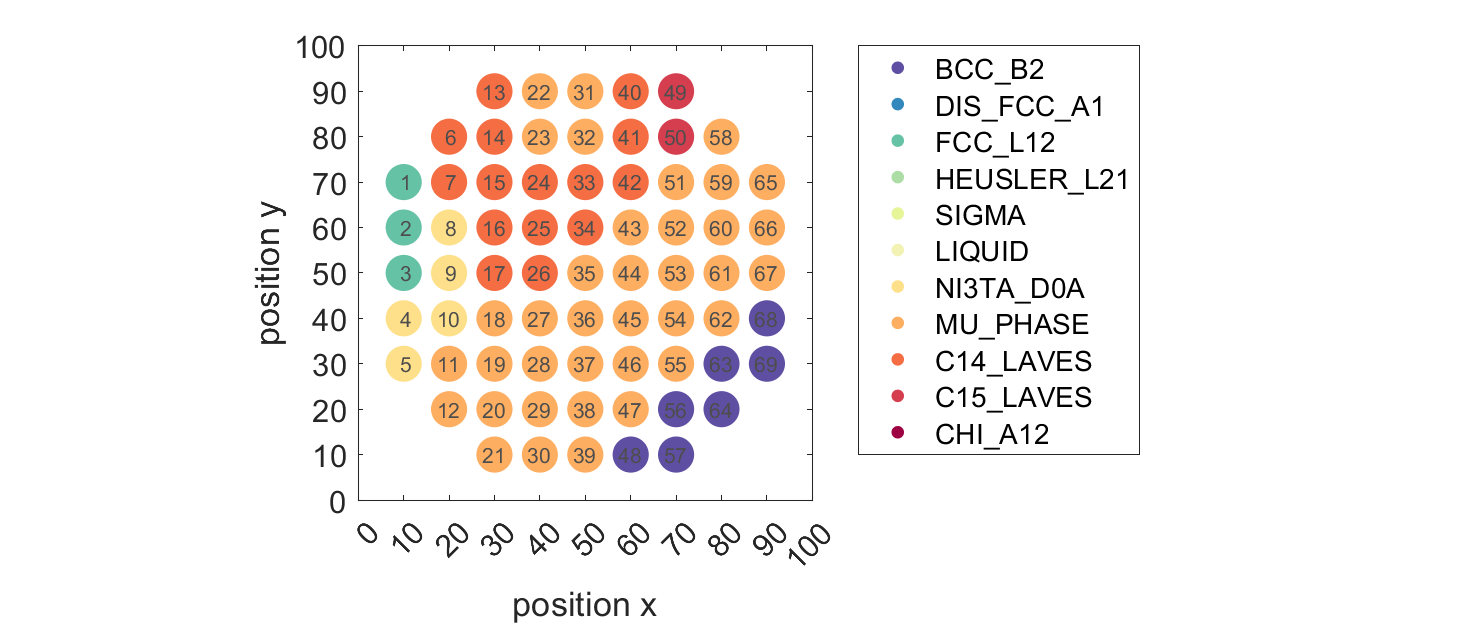 100
90
80
70
60
50
40
30
20
10
0
position y
13 22 31 40 49
6 14 23 32 41 50 58
1 7 15 24 33 42 51 59 65
2 8 16 25 34 43 52 60 66
3 9 17 26 35 44 53 61 67
4 10 18 27 36 45 54 62 68
5 11 19 28 37 46 55 63 69
12 20 29 38 47 56 64
21 30 39 48 57
0 10 20 30 40 50 60 70 80 90 100
position x
BCC_B2
DIS_FCC_A1
FCC_L12
HEUSLER_L21
SIGMA
LIQUID
NI3TA_D0A
MU_PHASE
C14_LAVES
C15_LAVES
CHI_A12